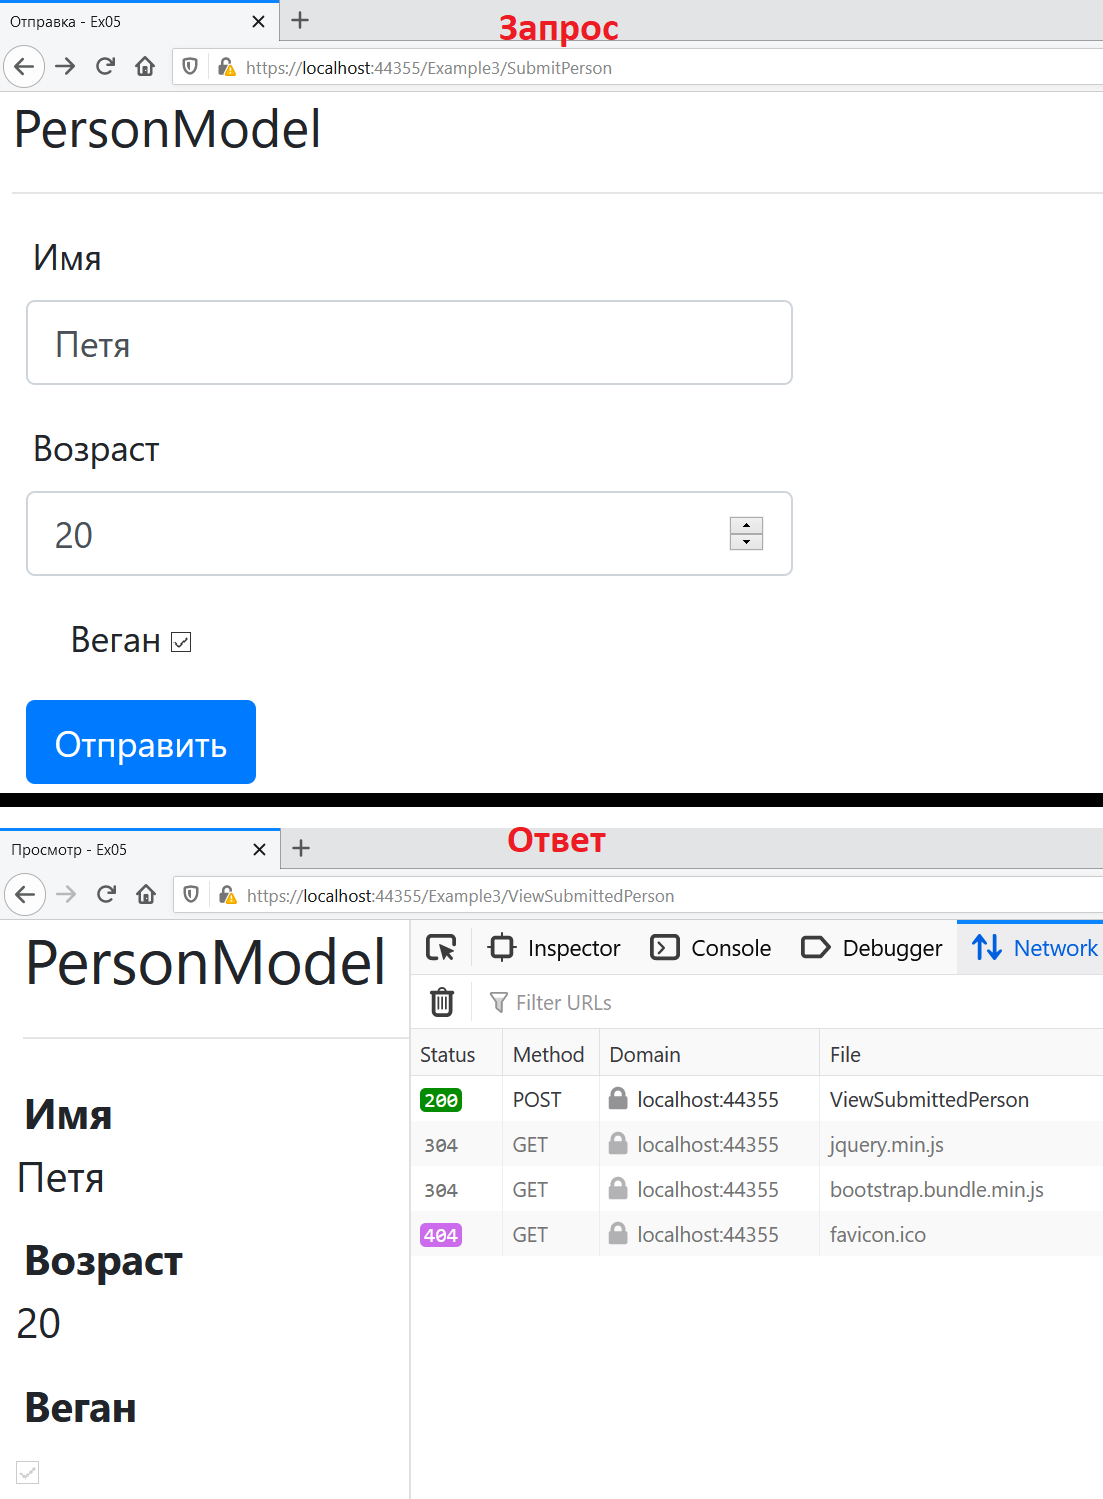 Отправка - Ex05
Запрос
https://localhost:44355/Example3/SubmitPerson
PersonModel
Имя
Петя
Возраст
20
Веган
Отправить
Просмотр - Ex05
Ответ
https://localhost:44355/Example3/ViewSubmittedPerson
PersonModel
Имя
Петя
Возраст
20
Веган
Inspector Console Debugger Network
Filter URLs
Status Method Domain File
200 POST localhost:44355 ViewSubmittedPerson
304 GET localhost:44355 jquery.min.js
304 GET localhost:44355 bootstrap.bundle.min.js
404 GET localhost:44355 favicon.ico